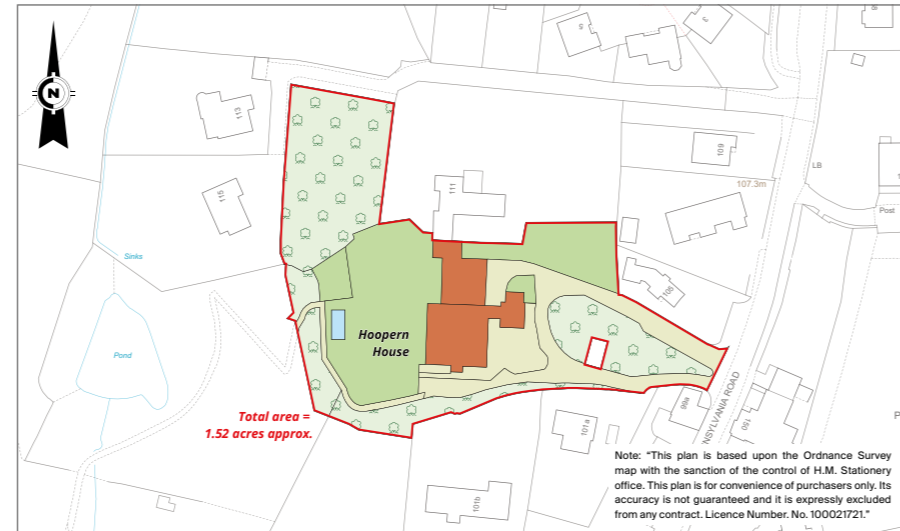 5
3
N
113
109
LB
107.3m
115
111
Post
Sinks
105
Hoopern
House
Pond
NSYLVANIA ROAD
Total area =
1.52 acres approx.
99a
150
101a
P
101b
Note: “This plan is based upon the Ordnance Survey
map with the sanction of the control of H.M. Stationery
office. This plan is for convenience of purchasers only. Its
accuracy is not guaranteed and it is expressly excluded
from any contract. Licence Number. No. 100021721.”